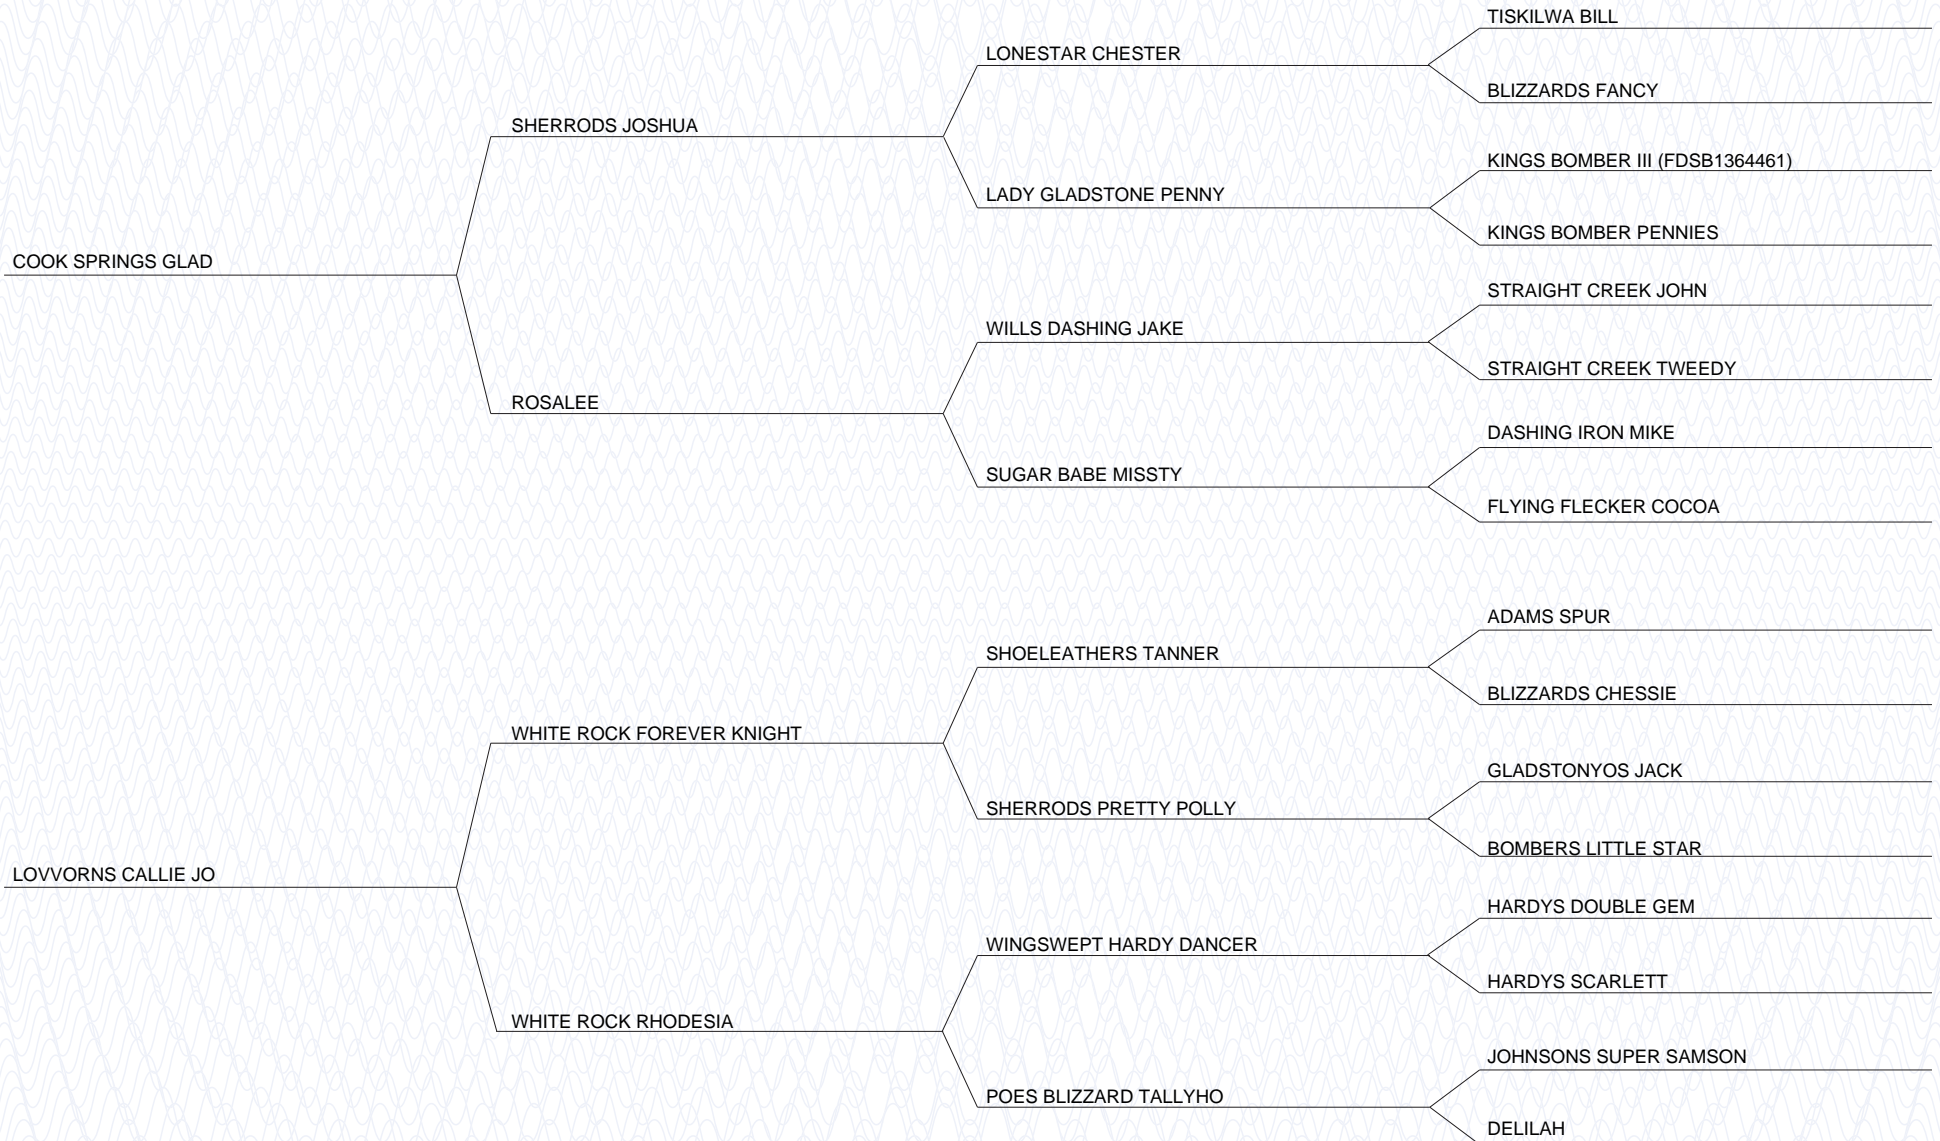 TISKILWA BILL
LONESTAR CHESTER
BLIZZARDS FANCY
SHERRODS JOSHUA
KINGS BOMBER III (FDSB1364461)
LADY GLADSTONE PENNY
KINGS BOMBER PENNIES
COOK SPRINGS GLAD
STRAIGHT CREEK JOHN
WILLS DASHING JAKE
STRAIGHT CREEK TWEEDY
ROSALEE
DASHING IRON MIKE
SUGAR BABE MISSTY
FLYING FLECKER COCOA
ADAMS SPUR
SHOELEATHERS TANNER
BLIZZARDS CHESSIE
WHITE ROCK FOREVER KNIGHT
GLADSTONYOS JACK
SHERRODS PRETTY POLLY
BOMBERS LITTLE STAR
LOVVORNS CALLIE JO
HARDYS DOUBLE GEM
WINGSWEPT HARDY DANCER
HARDYS SCARLETT
WHITE ROCK RHODESIA
JOHNSONS SUPER SAMSON
POES BLIZZARD TALLYHO
DELILAH